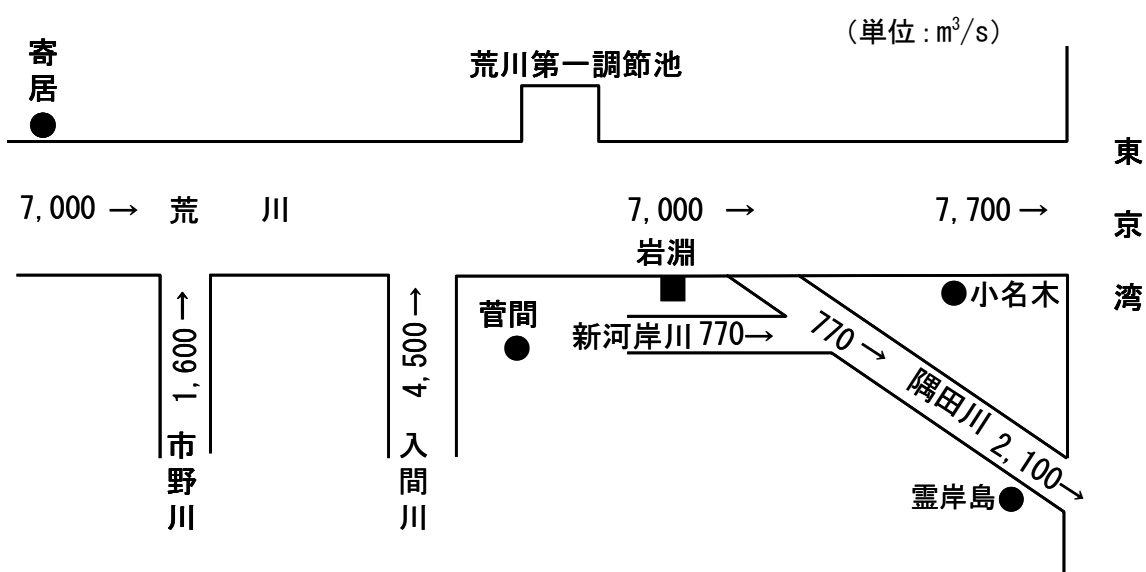 （単位：m³/s）
寄居
荒川第一調節池
東京湾
7,000 → 荒川
7,000 →
7,700 →
岩淵
小名木
菅間
新河岸川 770→
770 →
隅田川 2,100→
霊岸島
市野川 1,600 →
入間川 4,500 →